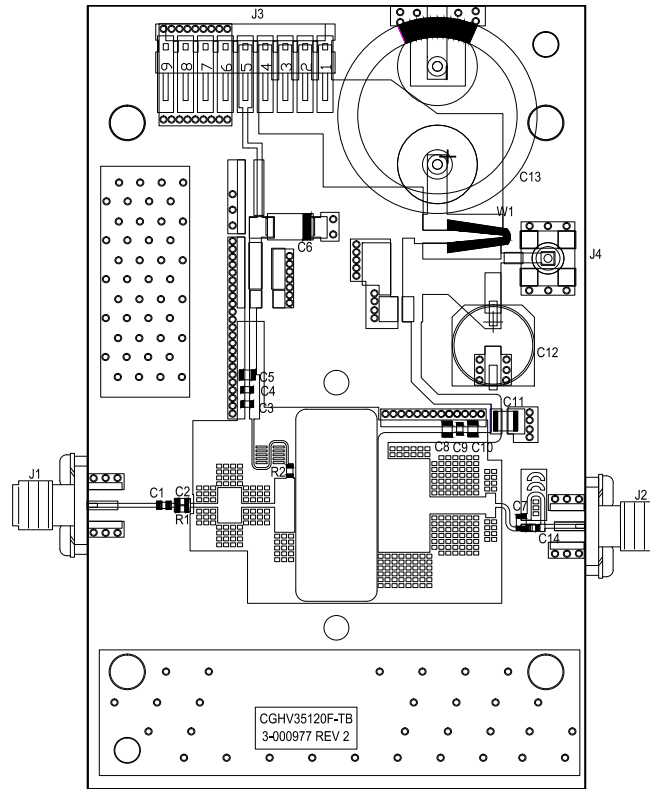 J3
9 8 7 6 5 4 3 2 1
C13
W1
C6
J4
C12
C5
C4
C3
C11
C8 C9 C10
R2
J1
C1 C2
R1
C7
J2
C14
CGHV35120F-TB
3-000977 REV 2